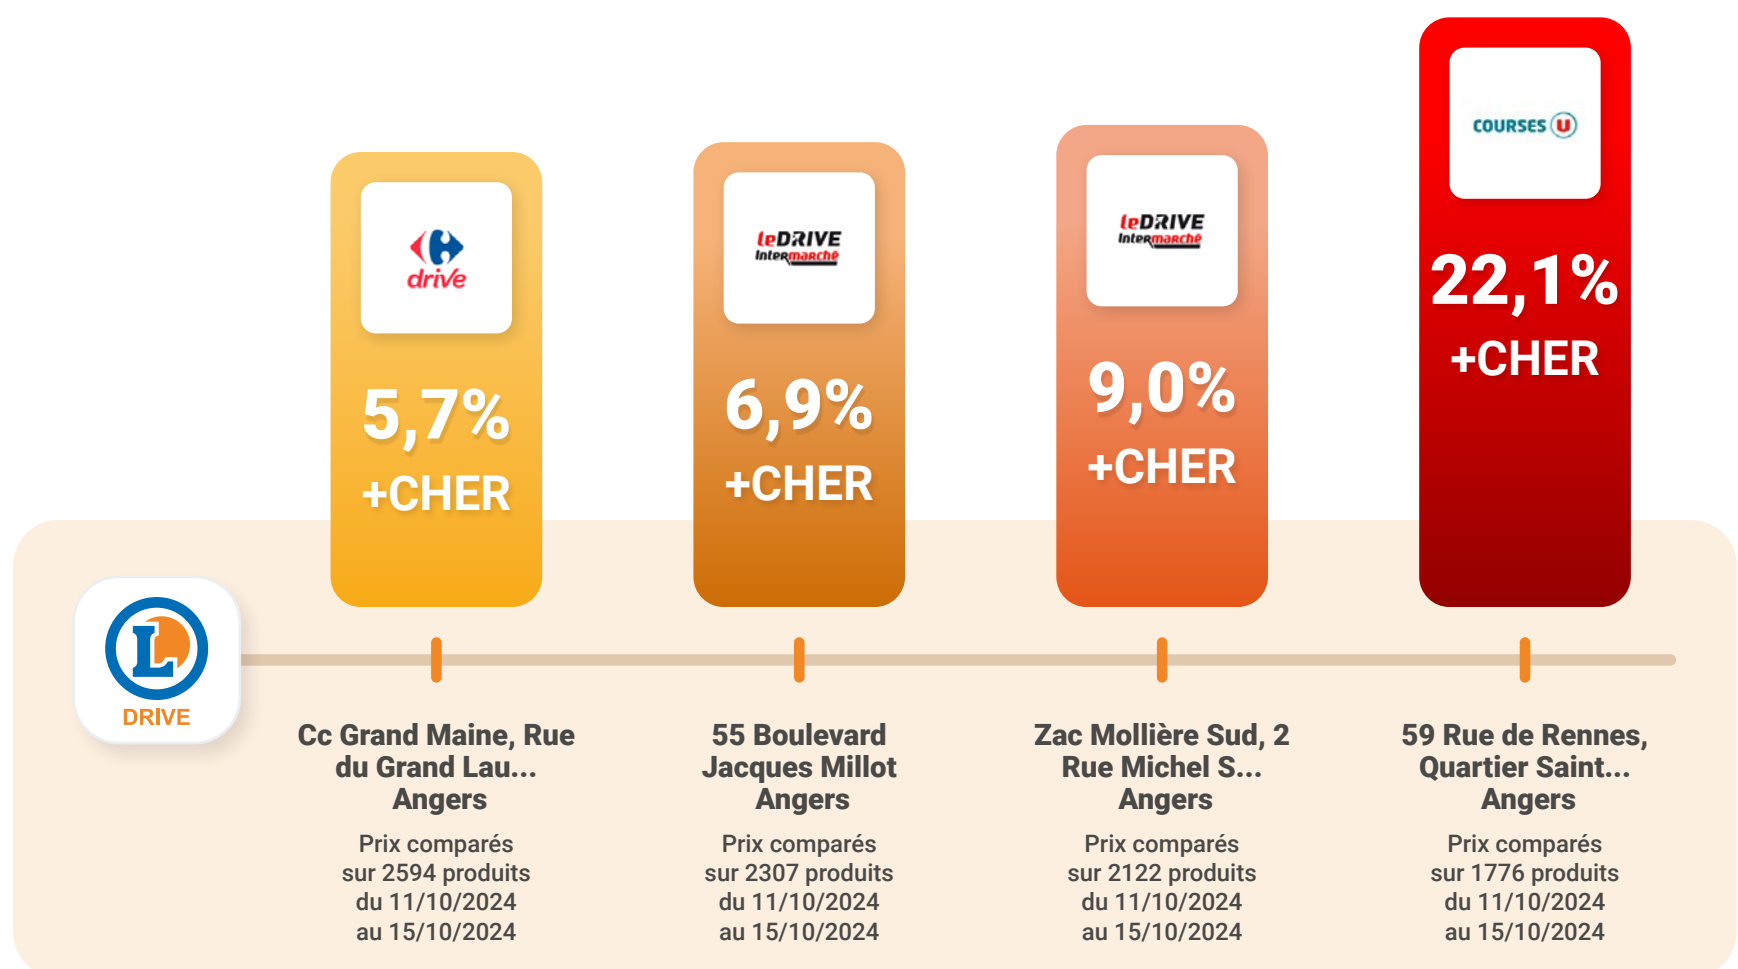 drive
5,7%
+CHER
leDRIVE
Intermarché
6,9%
+CHER
leDRIVE
Intermarché
9,0%
+CHER
COURSES U
22,1%
+CHER
L
DRIVE
Cc Grand Maine, Rue
du Grand Lau...
Angers
Prix comparés
sur 2594 produits
du 11/10/2024
au 15/10/2024
55 Boulevard
Jacques Millot
Angers
Prix comparés
sur 2307 produits
du 11/10/2024
au 15/10/2024
Zac Mollière Sud, 2
Rue Michel S...
Angers
Prix comparés
sur 2122 produits
du 11/10/2024
au 15/10/2024
59 Rue de Rennes,
Quartier Saint...
Angers
Prix comparés
sur 1776 produits
du 11/10/2024
au 15/10/2024